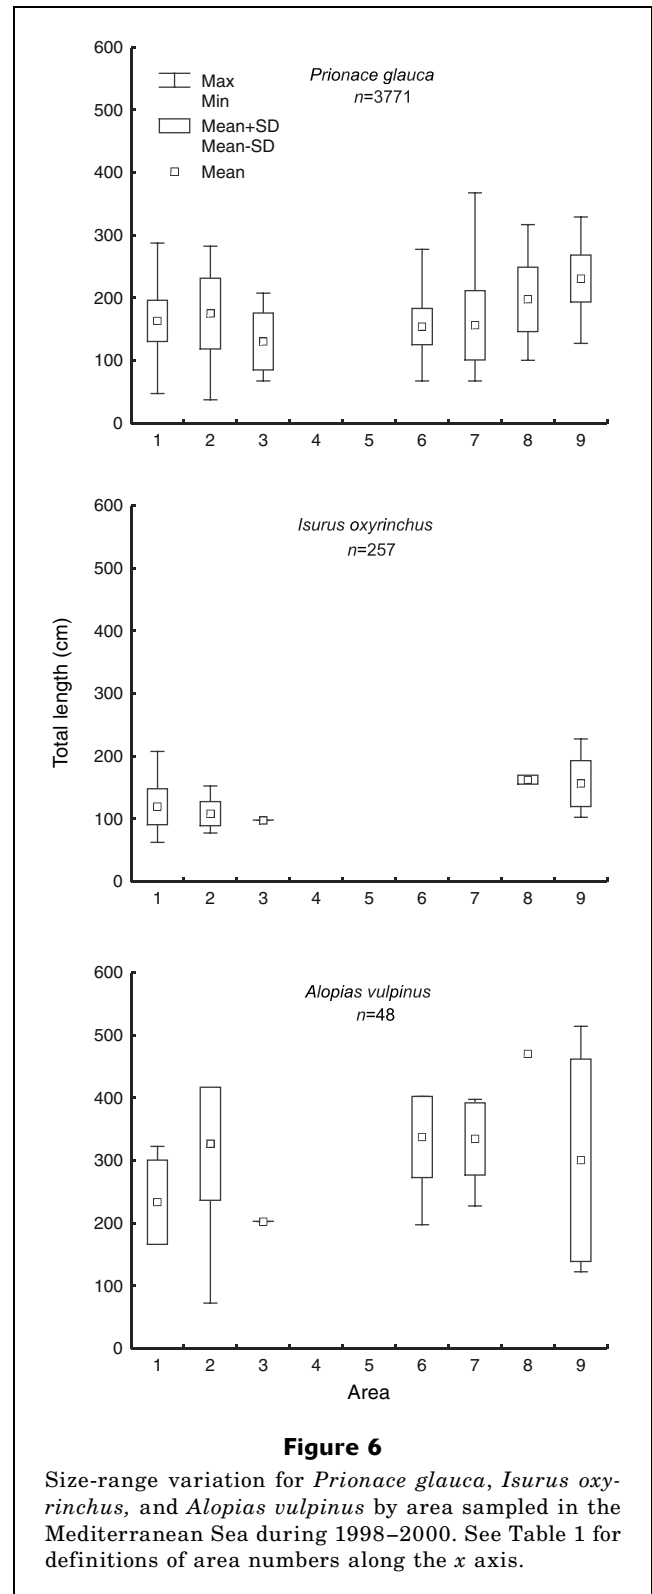 600
500
400
300
200
100
0
Max
Min
Mean+SD
Mean-SD
Mean
Prionace glauca
n=3771
1 2 3 4 5 6 7 8 9
Total length (cm)
600
500
400
300
200
100
0
Isurus oxyrinchus
n=257
1 2 3 4 5 6 7 8 9
600
500
400
300
200
100
0
Alopias vulpinus
n=48
1 2 3 4 5 6 7 8 9
Area
Figure 6
Size-range variation for Prionace glauca, Isurus oxy-
rinchus, and Alopias vulpinus by area sampled in the
Mediterranean Sea during 1998–2000. See Table 1 for
definitions of area numbers along the x axis.